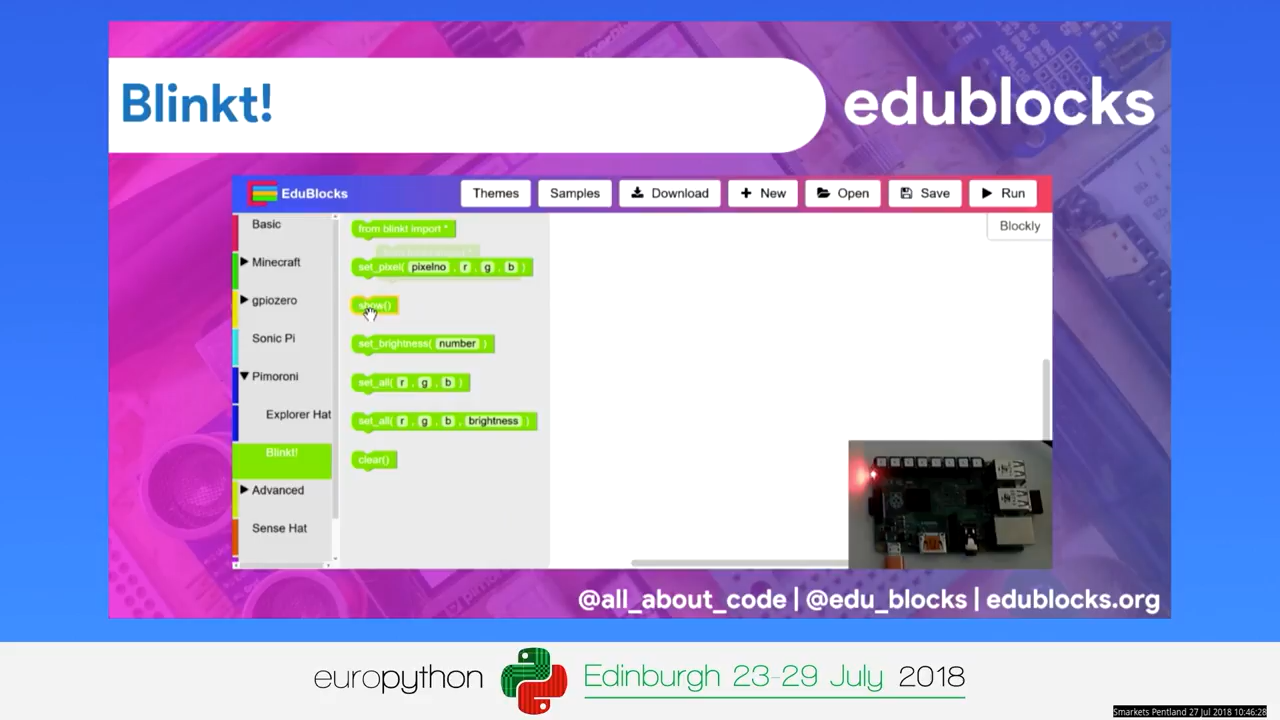 Blinkt!
edublocks
EduBlocks
Themes
Samples
Download
New
Open
Save
Run
Basic
Minecraft
gpiozero
Sonic Pi
Pimoroni
Explorer Hat
Blinkt!
Advanced
Sense Hat
from blinkt import *
set_pixel( pixelno , r , g , b )
show()
set_brightness( number )
set_all( r , g , b )
set_all( r , g , b , brightness )
clear()
Blockly
@all_about_code | @edu_blocks | edublocks.org
europython
Edinburgh 23-29 July 2018
Smarkets Pentland 27 Jul 2018 10:46:28